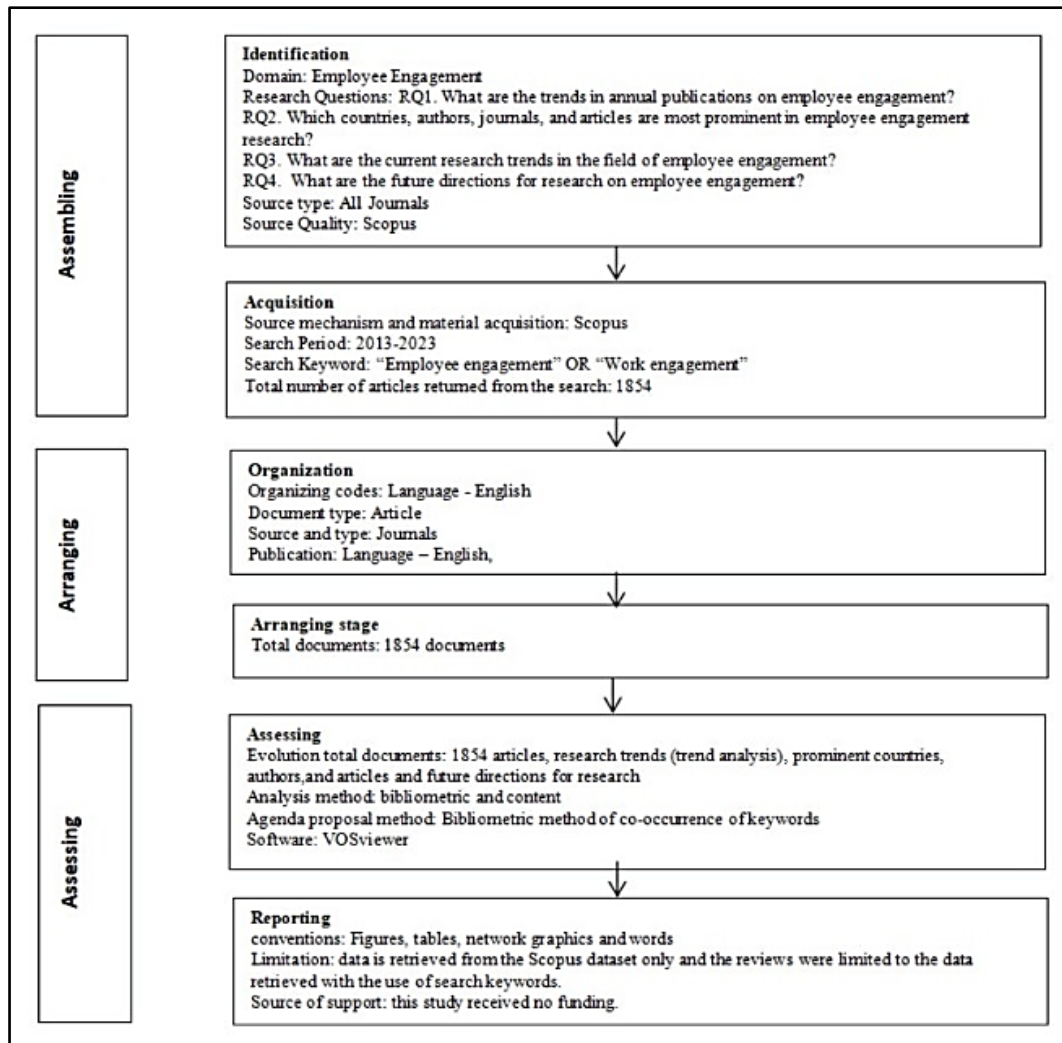 Assembling
Identification
Domain: Employee Engagement
Research Questions: RQ1. What are the trends in annual publications on employee engagement?
RQ2. Which countries, authors, journals, and articles are most prominent in employee engagement
research?
RQ3. What are the current research trends in the field of employee engagement?
RQ4. What are the future directions for research on employee engagement?
Source type: All Journals
Source Quality: Scopus
Acquisition
Source mechanism and material acquisition: Scopus
Search Period: 2013-2023
Search Keyword: “Employee engagement” OR “Work engagement”
Total number of articles returned from the search: 1854
Arranging
Organization
Organizing codes: Language - English
Document type: Article
Source and type: Journals
Publication: Language – English,
Arranging stage
Total documents: 1854 documents
Assessing
Assessing
Evolution total documents: 1854 articles, research trends (trend analysis), prominent countries,
authors,and articles and future directions for research
Analysis method: bibliometric and content
Agenda proposal method: Bibliometric method of co-occurrence of keywords
Software: VOSviewer
Reporting
conventions: Figures, tables, network graphics and words
Limitation: data is retrieved from the Scopus dataset only and the reviews were limited to the data
retrieved with the use of search keywords.
Source of support: this study received no funding.